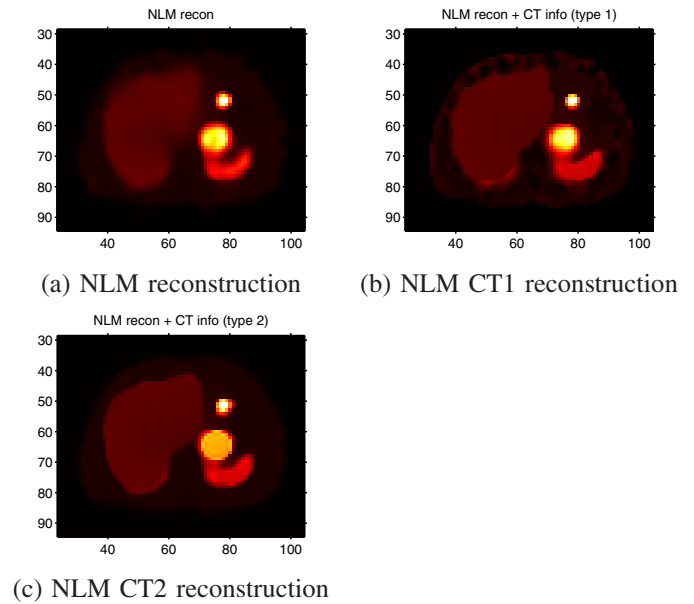 NLM recon
30
40
50
60
70
80
90
40 60 80 100
(a) NLM reconstruction
NLM recon + CT info (type 1)
30
40
50
60
70
80
90
40 60 80 100
(b) NLM CT1 reconstruction
NLM recon + CT info (type 2)
30
40
50
60
70
80
90
40 60 80 100
(c) NLM CT2 reconstruction